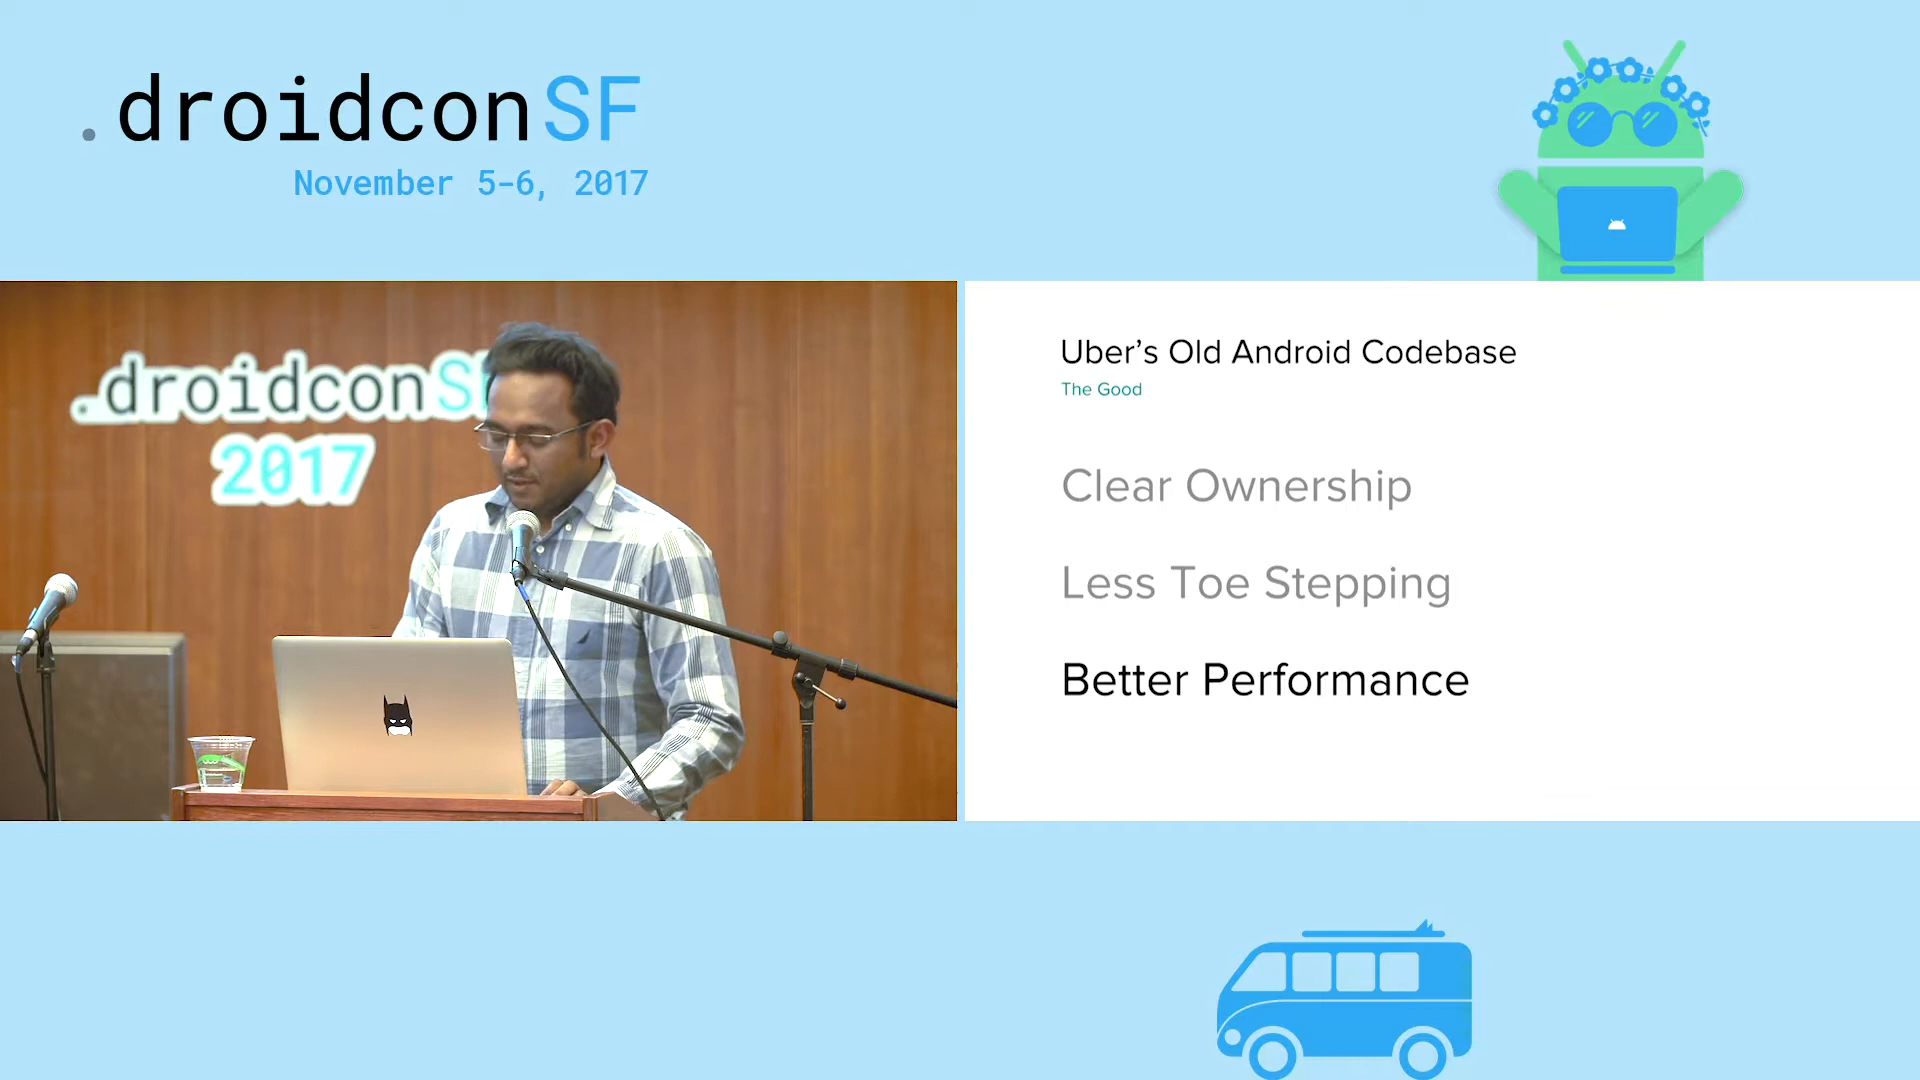 .droidconSF
November 5-6, 2017
.droidconS
2017
Uber's Old Android Codebase
The Good
Clear Ownership
Less Toe Stepping
Better Performance